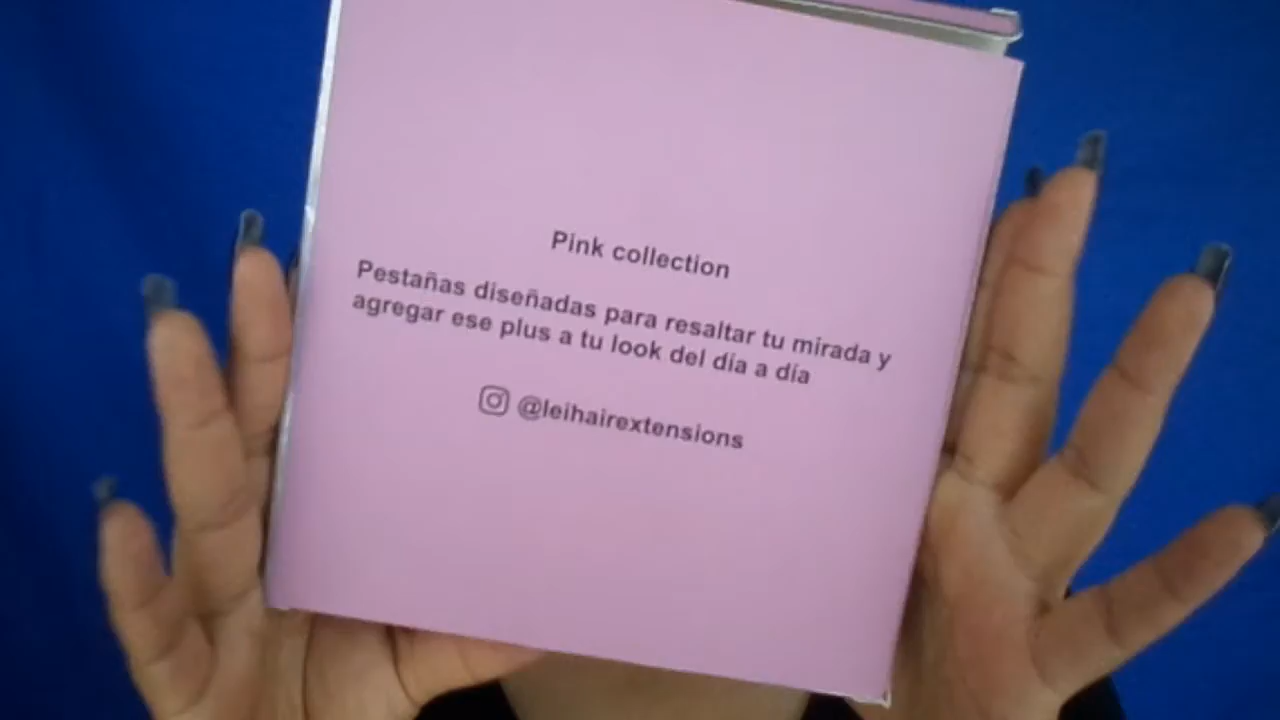 Pink collection
Pestañas diseñadas para resaltar tu mirada y
agregar ese plus a tu look del día a día
@leihairextensions